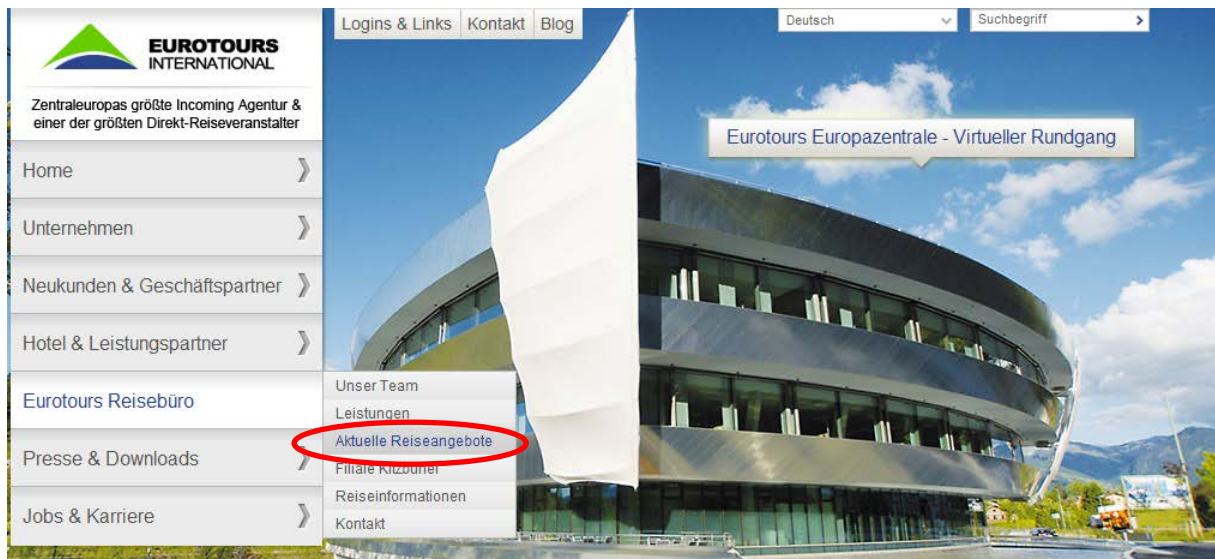 Logins & Links Kontakt Blog
Deutsch
Suchbegriff
EUROTOURS
INTERNATIONAL
Zentraleuropas größte Incoming Agentur &
einer der größten Direkt-Reiseveranstalter
Eurotours Europazentrale - Virtueller Rundgang
Home
Unternehmen
Neukunden & Geschäftspartner
Hotel & Leistungspartner
Eurotours Reisebüro
Unser Team
Leistungen
Aktuelle Reiseangebote
Filiale Kitzbühel
Reiseinformationen
Kontakt
Presse & Downloads
Jobs & Karriere